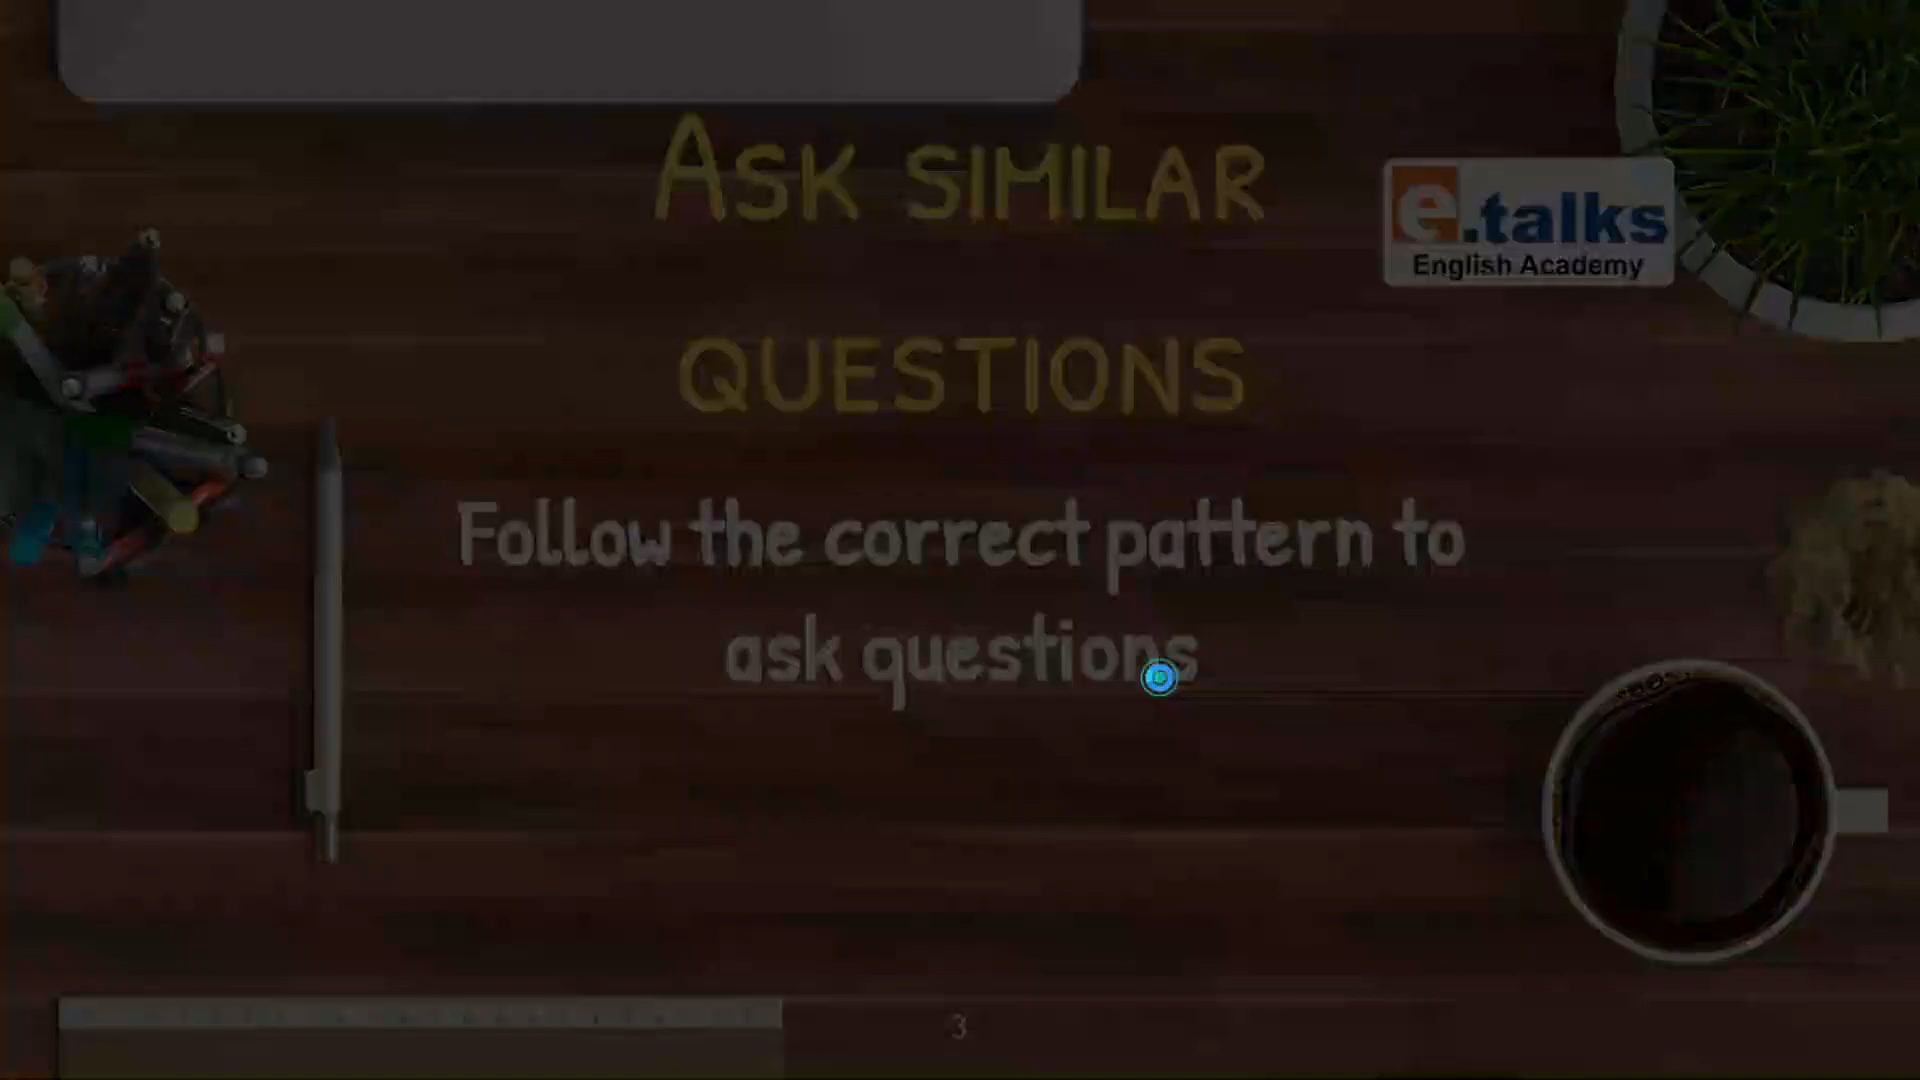 ASK SIMILAR
e.talks
English Academy
QUESTIONS
Follow the correct pattern to
ask questions
3